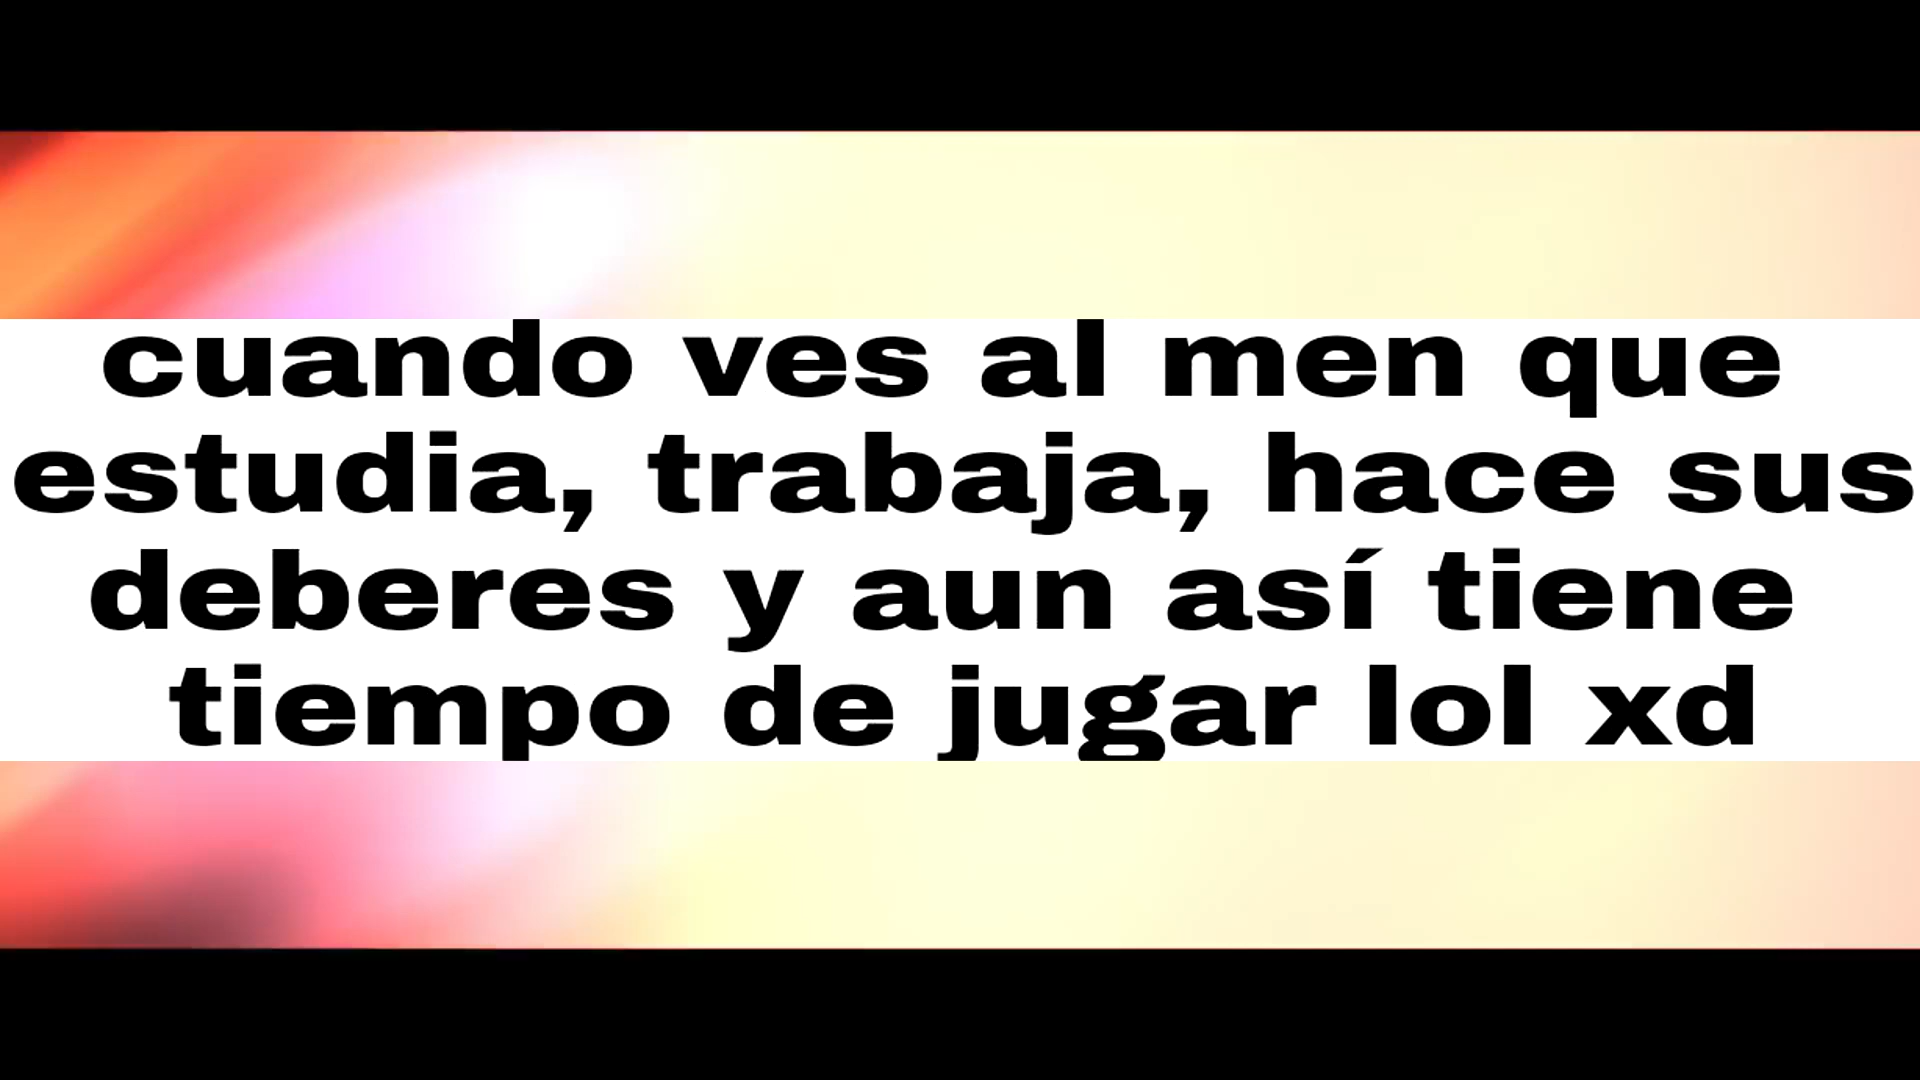 cuando ves al men que
estudia, trabaja, hace sus
deberes y aun así tiene
tiempo de jugar lol xd